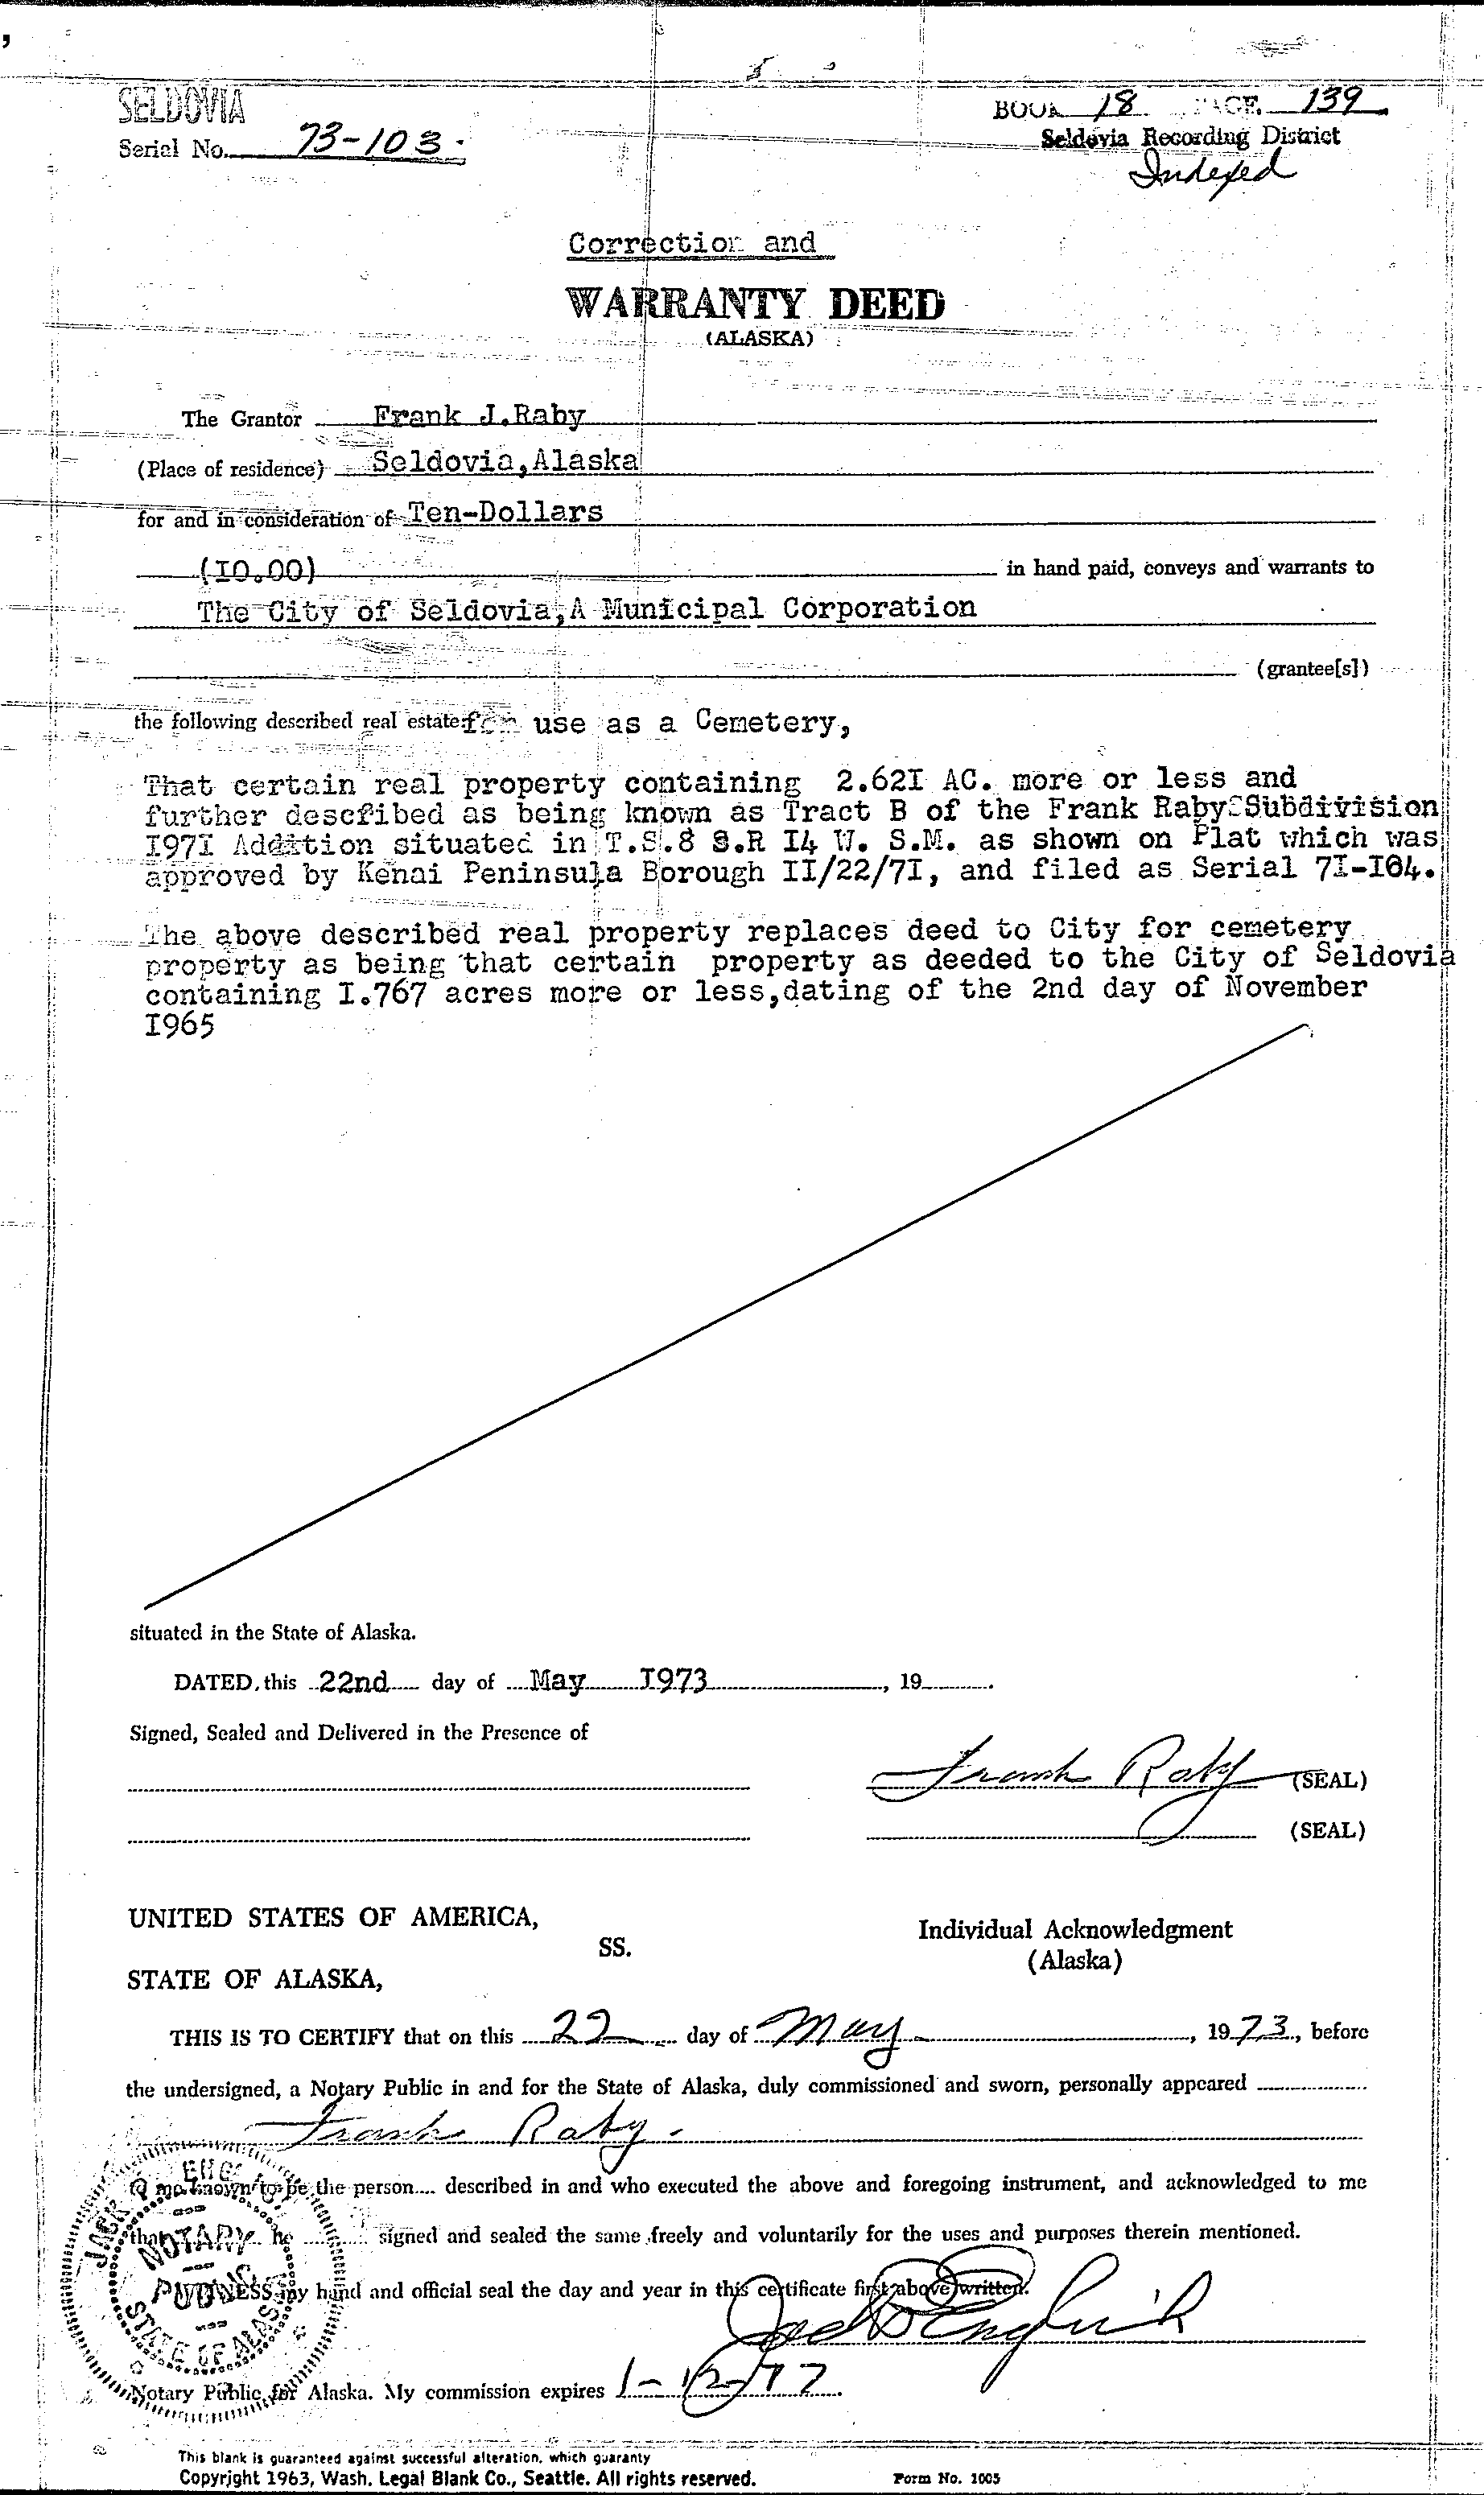 SELDOVIA
Serial No. 73-103.
BOOK 18 PAGE 139
Seldovia Recording District
Indexed
Correction and
WARRANTY DEED
(ALASKA)
The Grantor Frank J.Raby
(Place of residence) Seldovia,Alaska
for and in consideration of Ten-Dollars
(I0.00) in hand paid, conveys and warrants to
The City of Seldovia,A Municipal Corporation
(grantee[s])
the following described real estate: for use as a Cemetery,
That certain real property containing 2.62I AC. more or less and
further descfibed as being known as Tract B of the Frank Raby Subdivision
I97I Addition situated in T.S.8 S.R I4 W. S.M. as shown on Plat which was
approved by Kenai Peninsula Borough II/22/7I, and filed as Serial 7I-I04.
The above described real property replaces deed to City for cemetery
property as being that certain property as deeded to the City of Seldovia
containing I.767 acres more or less,dating of the 2nd day of November
I965
situated in the State of Alaska.
DATED, this 22nd day of May I973, 19 .
Signed, Sealed and Delivered in the Presence of
Frank Raby (SEAL)
(SEAL)
UNITED STATES OF AMERICA,
SS.
STATE OF ALASKA,
Individual Acknowledgment
(Alaska)
THIS IS TO CERTIFY that on this 22 day of May, 1973, before
the undersigned, a Notary Public in and for the State of Alaska, duly commissioned and sworn, personally appeared
Frank Raby.
to me known to be the person.... described in and who executed the above and foregoing instrument, and acknowledged to me
that he signed and sealed the same freely and voluntarily for the uses and purposes therein mentioned.
WITNESS my hand and official seal the day and year in this certificate first above written.
Jack English
NOTARY
PUBLIC
STATE OF ALAS
Notary Public for Alaska. My commission expires 1-12-77.
This blank is guaranteed against successful alteration, which guaranty
Copyright 1963, Wash. Legal Blank Co., Seattle. All rights reserved.
Form No. 1005